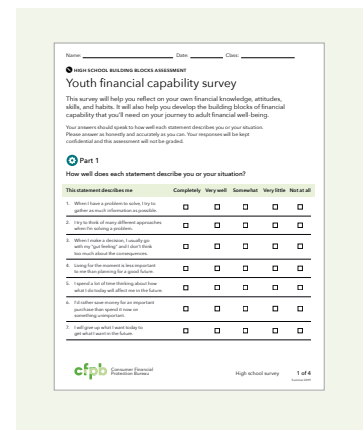 Name: Date: Class:
HIGH SCHOOL BUILDING BLOCKS ASSESSMENT
Youth financial capability survey
This survey will help you reflect on your own financial knowledge, attitudes,
skills, and habits. It will also help you develop the building blocks of financial
capability that you'll need on your journey to adult financial well-being.
Your answers should speak to how well each statement describes you or your situation.
Please answer as honestly and accurately as you can. Your responses will be kept
confidential and this assessment will not be graded.
Part 1
How well does each statement describe you or your situation?
This statement describes me Completely Very well Somewhat Very little Not at all
1. When I have a problem to solve, I try to
gather as much information as possible.
2. I try to think of many different approaches
when I'm solving a problem.
3. When I make a decision, I usually go
with my "gut feeling" and I don't think
too much about the consequences.
4. Living for the moment is less important
to me than planning for a good future.
5. I spend a lot of time thinking about how
what I do today will affect me in the future.
6. I'd rather save money for an important
purchase than spend it now on
something unimportant.
7. I will give up what I want today to
get what I want in the future.
cfpb Consumer Financial
Protection Bureau
High school survey 1 of 4